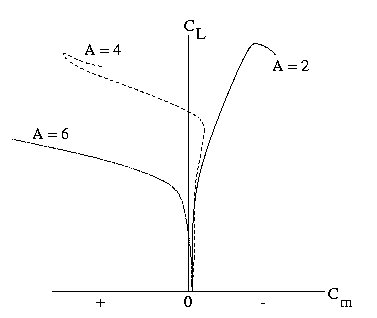 C_L
A = 4
A = 2
A = 6
C_m
+ 0 -